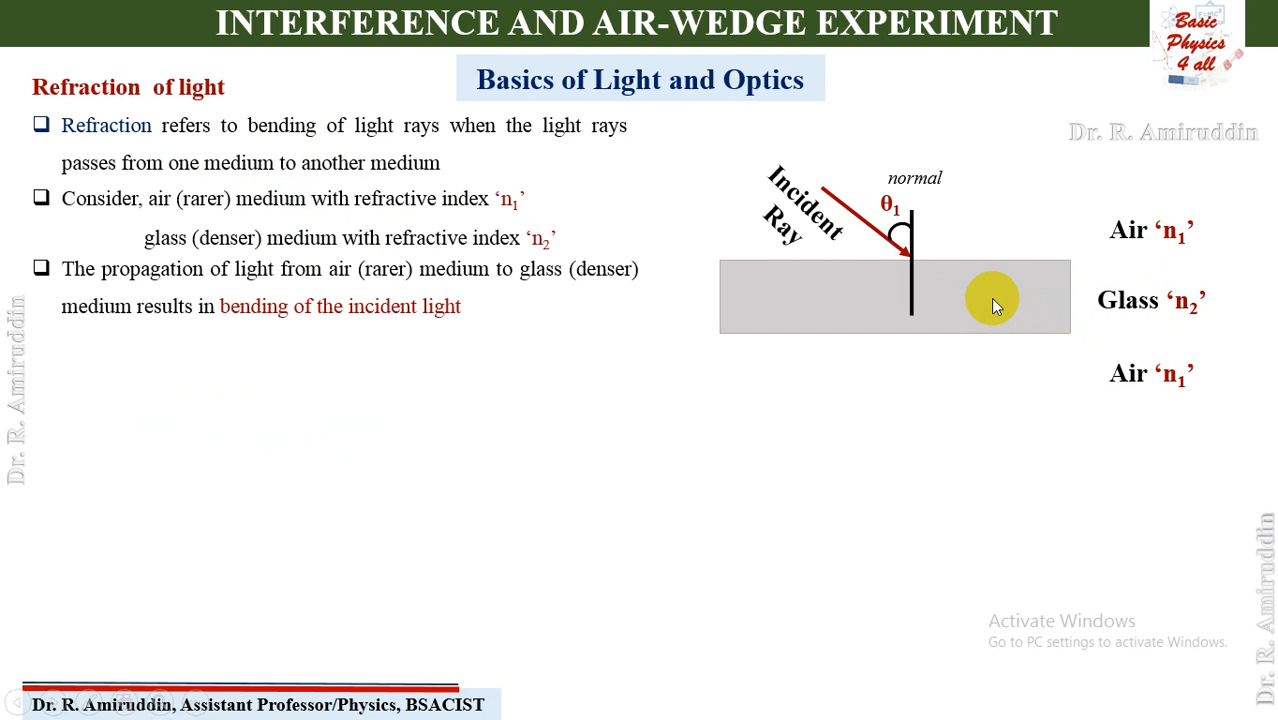 INTERFERENCE AND AIR-WEDGE EXPERIMENT
Basic
Physics
4 all
Basics of Light and Optics
Refraction of light
❑ Refraction refers to bending of light rays when the light rays
passes from one medium to another medium
❑ Consider, air (rarer) medium with refractive index ‘n₁’
glass (denser) medium with refractive index ‘n₂’
❑ The propagation of light from air (rarer) medium to glass (denser)
medium results in bending of the incident light
Dr. R. Amiruddin
normal
θ₁
Incident
Ray
Air ‘n₁’
Glass ‘n₂’
Air ‘n₁’
Dr. R. Amiruddin
Dr. R. Amiruddin
Activate Windows
Go to PC settings to activate Windows.
Dr. R. Amiruddin, Assistant Professor/Physics, BSACIST